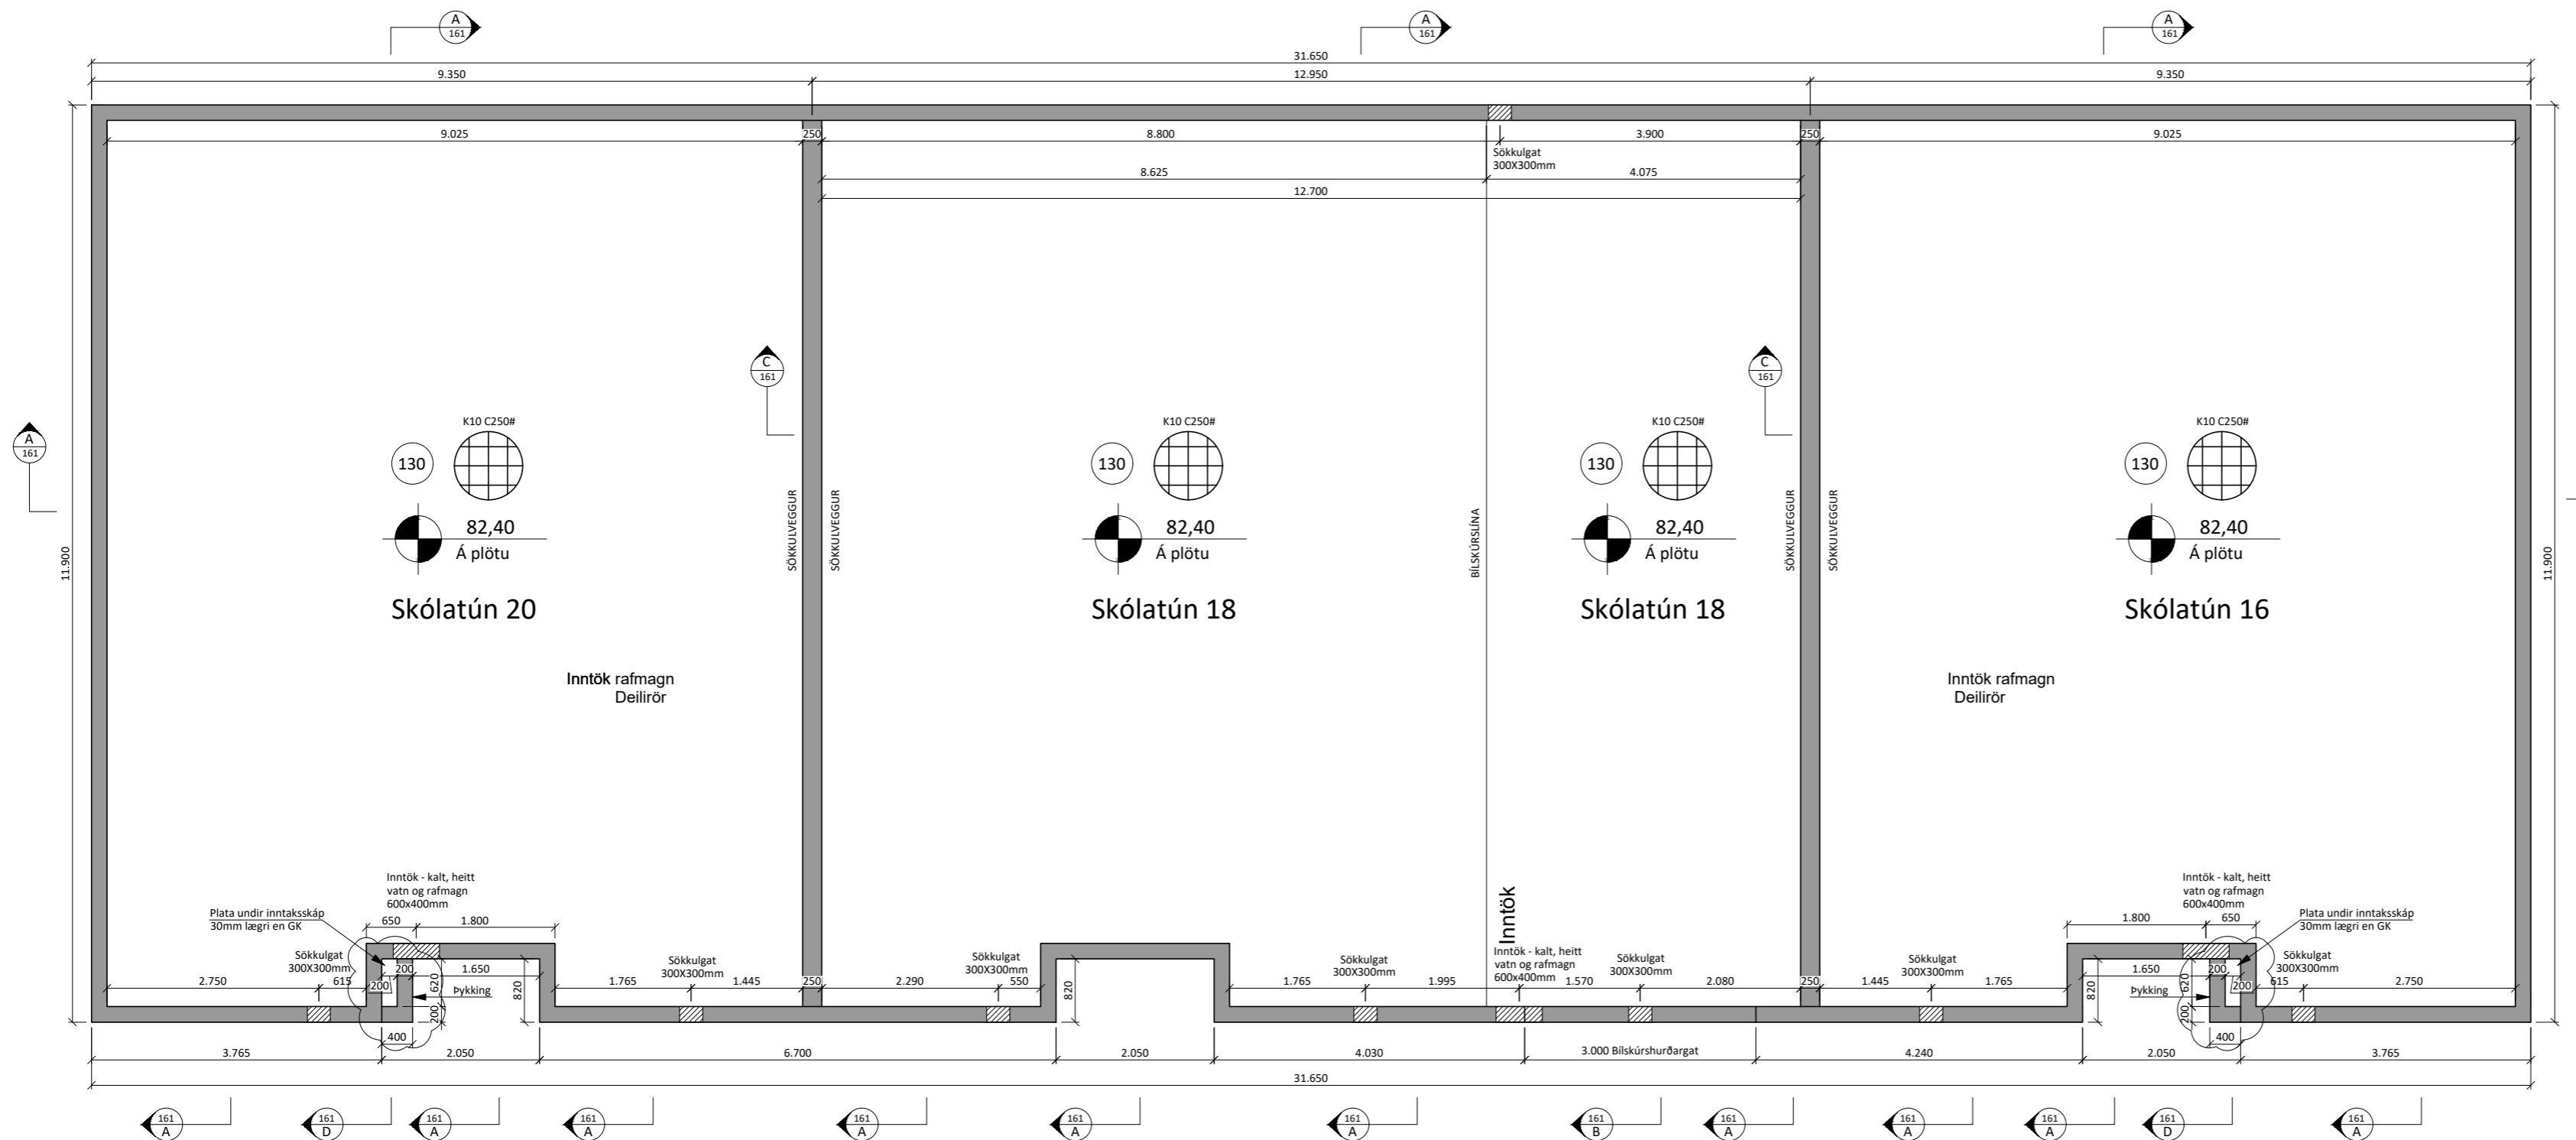 A
161
A
161
A
161
31.650
9.350
12.950
9.350
9.025
250
8.800
3.900
250
9.025
Sökkulgat
300X300mm
8.625
4.075
12.700
C
161
C
161
A
161
K10 C250#
K10 C250#
K10 C250#
K10 C250#
130
130
130
130
82,40
Á plötu
82,40
Á plötu
82,40
Á plötu
82,40
Á plötu
SÖKKULVEGGUR
SÖKKULVEGGUR
BÍLSKÚRSLÍNA
SÖKKULVEGGUR
SÖKKULVEGGUR
11.900
11.900
Skólatún 20
Skólatún 18
Skólatún 18
Skólatún 16
Inntök rafmagn
Deilirör
Inntök rafmagn
Deilirör
Inntök - kalt, heitt
vatn og rafmagn
600x400mm
Inntök - kalt, heitt
vatn og rafmagn
600x400mm
Plata undir inntaksskáp
30mm lægri en GK
Plata undir inntaksskáp
30mm lægri en GK
650
1.800
1.800
650
Inntök
Inntök - kalt, heitt
vatn og rafmagn
600x400mm
Sökkulgat
300X300mm
Sökkulgat
300X300mm
Sökkulgat
300X300mm
Sökkulgat
300X300mm
Sökkulgat
300X300mm
Sökkulgat
300X300mm
Sökkulgat
300X300mm
2.750
615
200
200
1.650
620
200
820
Þykking
400
1.765
1.445
250
2.290
550
820
1.765
1.995
1.570
2.080
250
1.445
1.765
820
1.650
200
200
620
200
Þykking
400
615
2.750
3.765
2.050
6.700
2.050
4.030
3.000 Bílskúrshurðargat
4.240
2.050
3.765
31.650
161
A
161
D
161
A
161
A
161
A
161
A
161
A
161
B
161
A
161
A
161
A
161
D
161
A